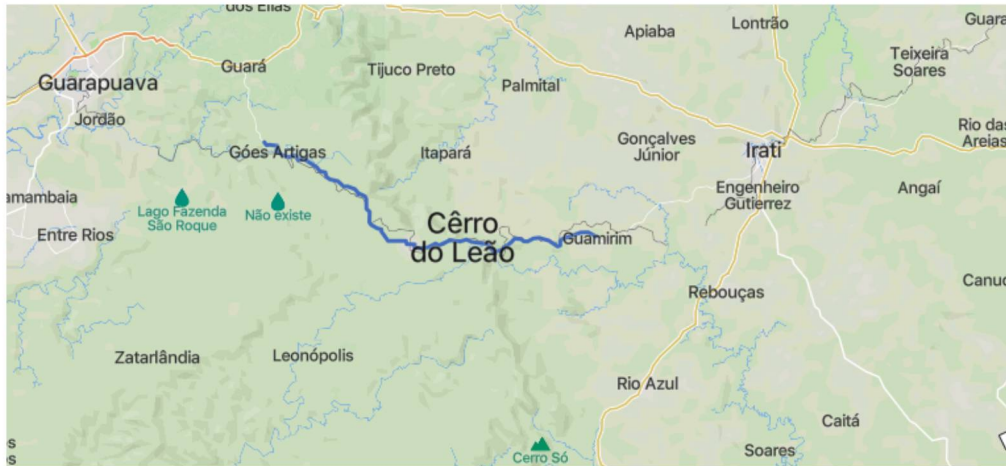 dos Elias
Apiaba
Lontrão
Guara
Guará
Tijuco Preto
Teixeira
Soares
Guarapuava
Palmital
Jordão
Góes Artigas
Itapará
Gonçalves
Júnior
Irati
Rio das
Areias
amambaia
Lago Fazenda
São Roque
Não existe
Engenheiro
Gutierrez
Angaí
Entre Rios
Cêrro
do Leão
Guamirim
Rebouças
Canuc
Zatarlândia
Leonópolis
Rio Azul
Caitá
Cerro Só
Soares
s
os